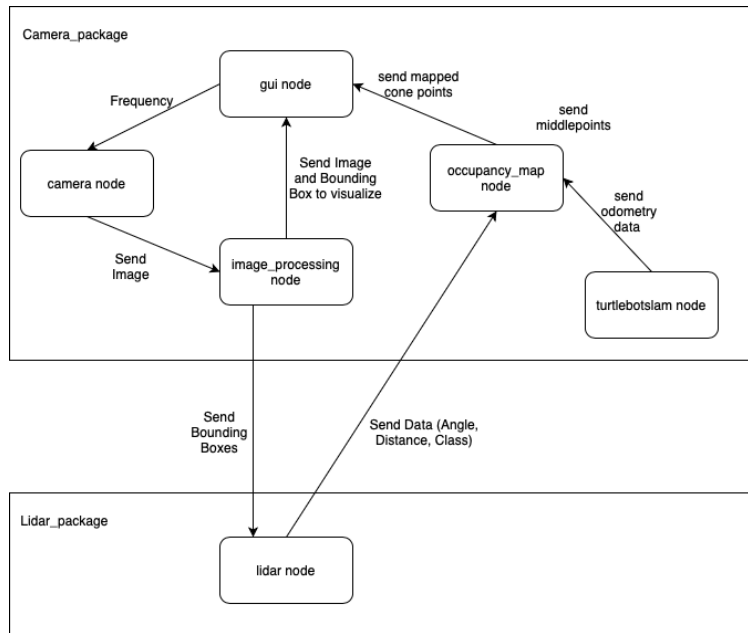 Camera_package
gui node
send mapped
cone points
Frequency
send
middlepoints
Send Image
and Bounding
Box to visualize
camera node
occupancy_map
node
send
odometry
data
Send
Image
image_processing
node
turtlebotslam node
Send
Bounding
Boxes
Send Data (Angle,
Distance, Class)
Lidar_package
lidar node